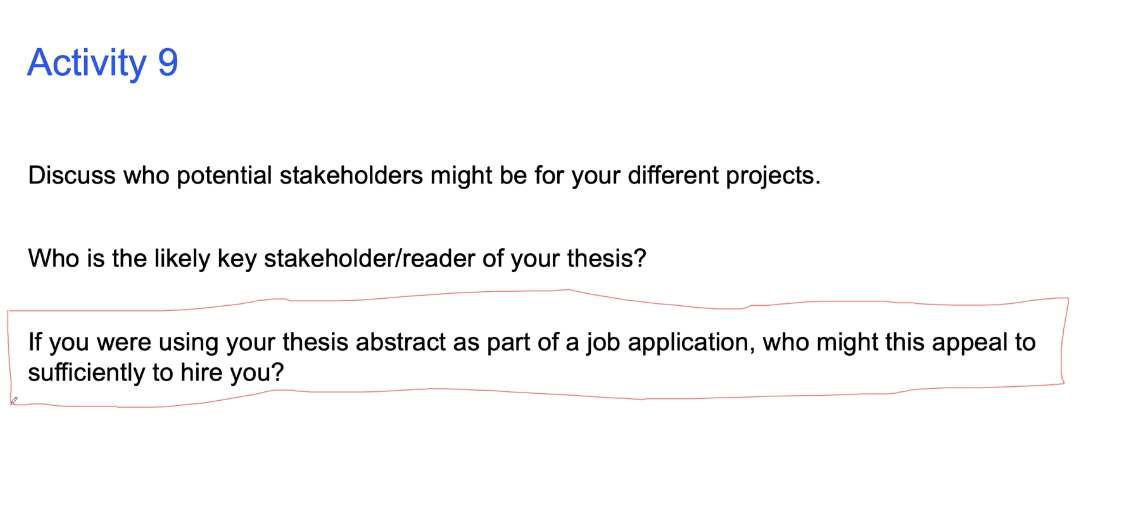 Activity 9
Discuss who potential stakeholders might be for your different projects.
Who is the likely key stakeholder/reader of your thesis?
If you were using your thesis abstract as part of a job application, who might this appeal to
sufficiently to hire you?